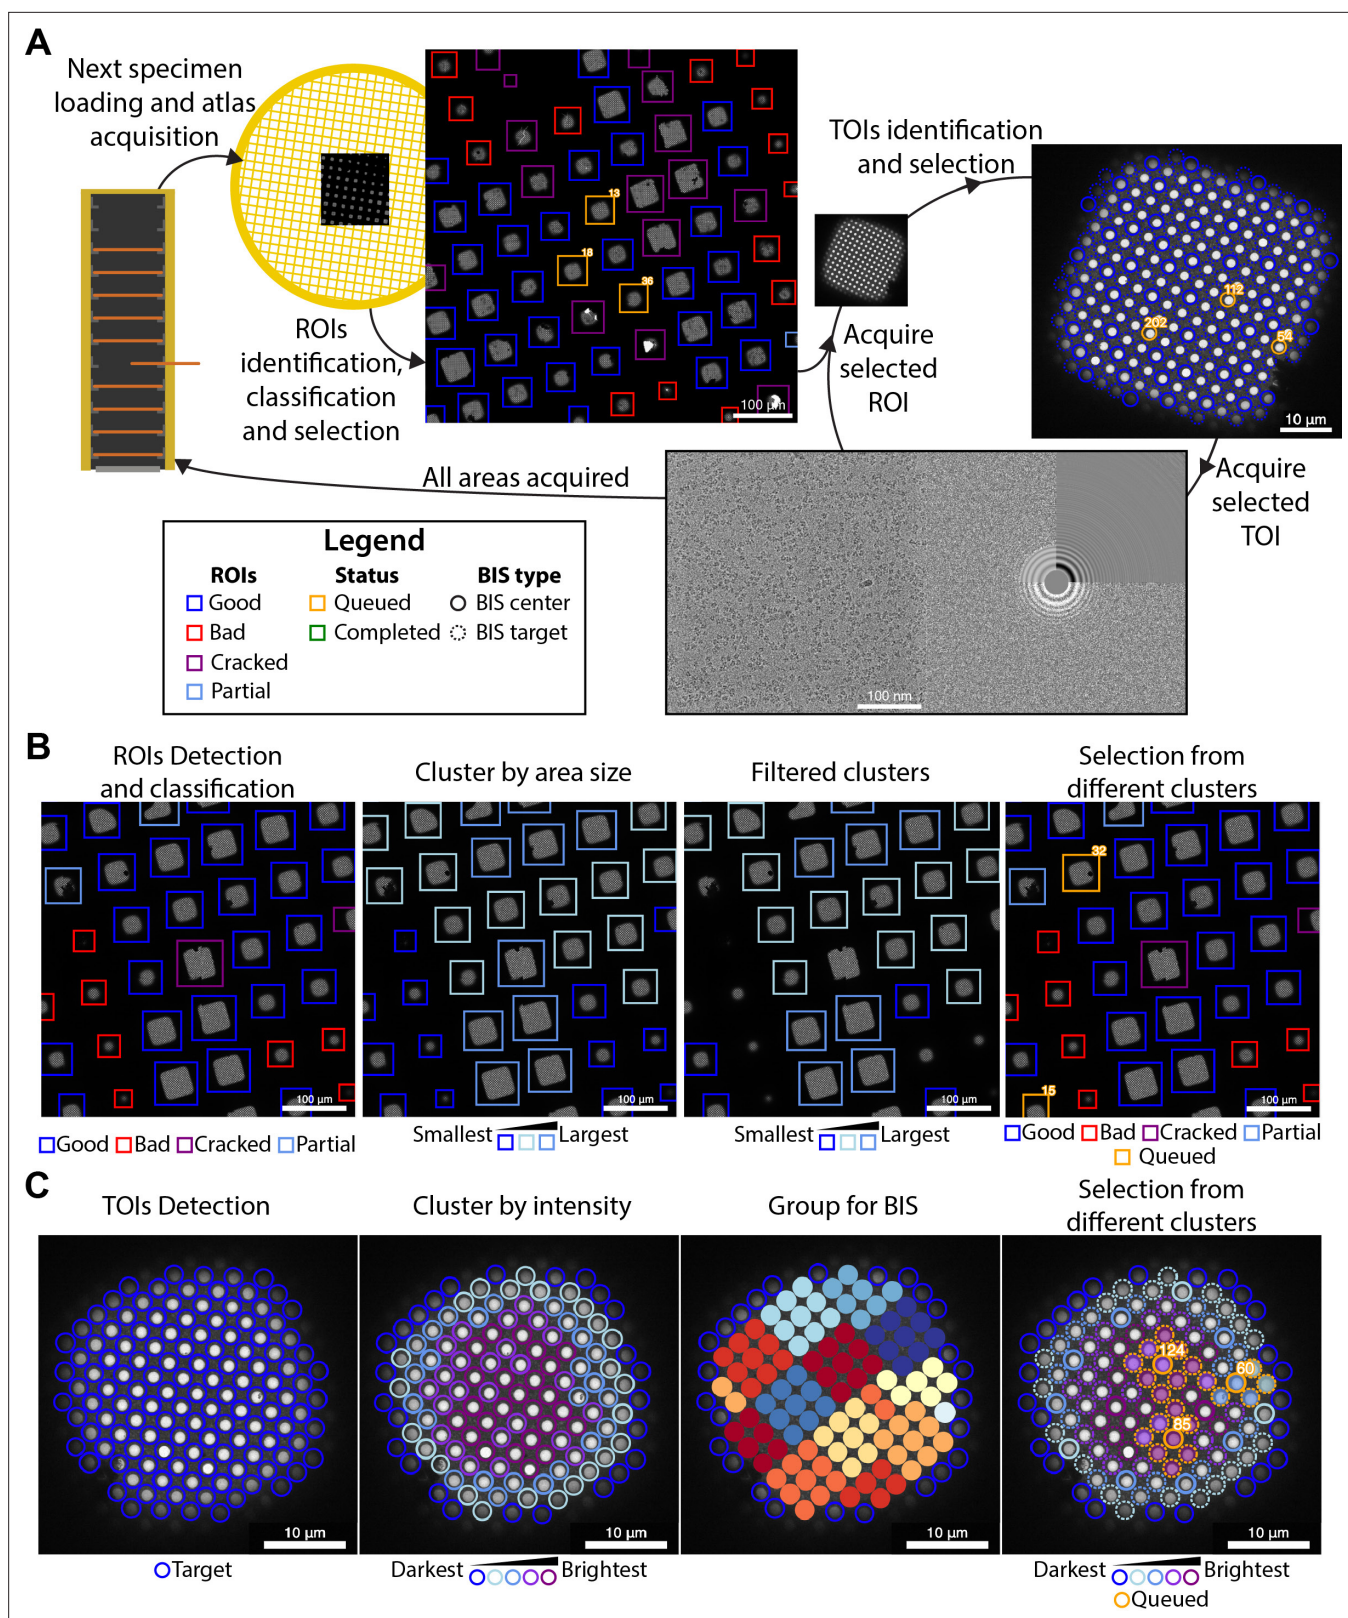 A
Next specimen
loading and atlas
acquisition
ROIs
identification,
classification
and selection
13
18
36
100 µm
TOIs identification
and selection
Acquire
selected
ROI
112
202
54
10 µm
Acquire
selected
TOI
All areas acquired
100 nm
Legend
ROIs
Status
BIS type
Good
Queued
BIS center
Bad
Completed
BIS target
Cracked
Partial
B
ROIs Detection
and classification
Cluster by area size
Filtered clusters
Selection from
different clusters
32
15
100 µm
100 µm
100 µm
100 µm
Good Bad Cracked Partial
Smallest Largest
Smallest Largest
Good Bad Cracked Partial
Queued
C
TOIs Detection
Cluster by intensity
Group for BIS
Selection from
different clusters
124
60
85
10 µm
10 µm
10 µm
10 µm
Target
Darkest Brightest
Darkest Brightest
Queued